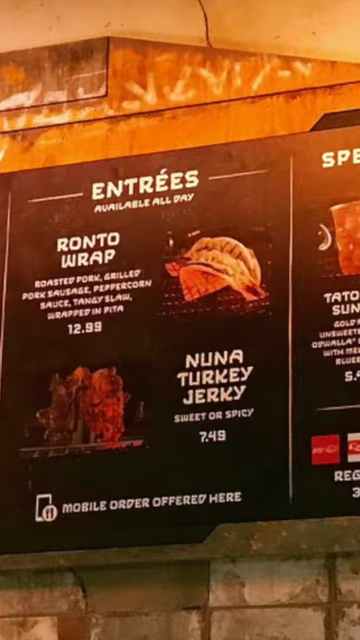 ENTRÉES
AVAILABLE ALL DAY
RONTO
WRAP
ROASTED PORK, GRILLED
PORK SAUSAGE, PEPPERCORN
SAUCE, TANGY SLAW,
WRAPPED IN PITA
12.99
NUNA
TURKEY
JERKY
SWEET OR SPICY
7.49
MOBILE ORDER OFFERED HERE
SPE
TATO
SUN
GOLD
UNSWEET
ODWALLA
WITH ME
BLUE
5.
REG
3